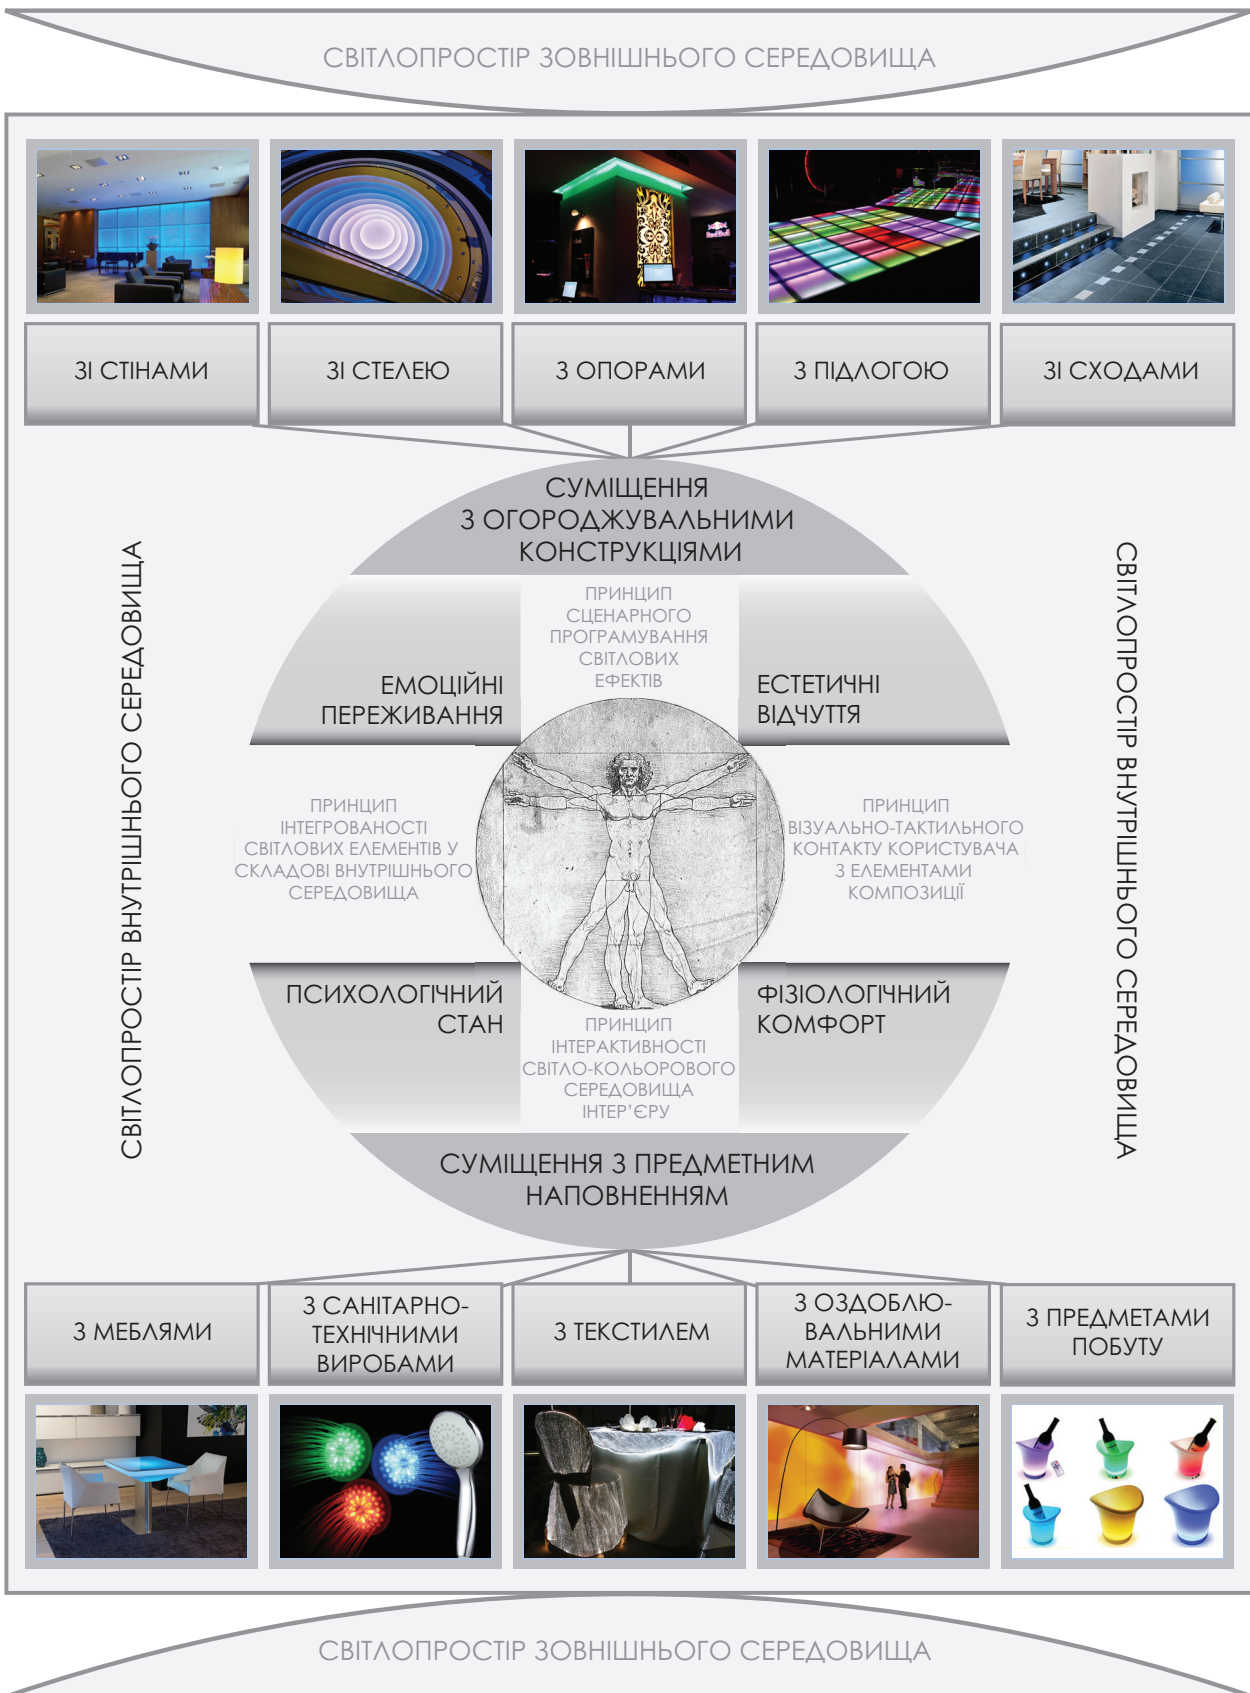 СВІТЛОПРОСТІР ЗОВНІШНЬОГО СЕРЕДОВИЩА
Red Bull
ЗІ СТІНАМИ
ЗІ СТЕЛЕЮ
З ОПОРАМИ
З ПІДЛОГОЮ
ЗІ СХОДАМИ
СУМІЩЕННЯ
З ОГОРОДЖУВАЛЬНИМИ
КОНСТРУКЦІЯМИ
СВІТЛОПРОСТІР ВНУТРІШНЬОГО СЕРЕДОВИЩА
ПРИНЦИП
СЦЕНАРНОГО
ПРОГРАМУВАННЯ
СВІТЛОВИХ
ЕФЕКТІВ
ЕМОЦІЙНІ
ПЕРЕЖИВАННЯ
ЕСТЕТИЧНІ
ВІДЧУТТЯ
ПРИНЦИП
ІНТЕГРОВАНОСТІ
СВІТЛОВИХ ЕЛЕМЕНТІВ У
СКЛАДОВІ ВНУТРІШНЬОГО
СЕРЕДОВИЩА
ПРИНЦИП
ВІЗУАЛЬНО-ТАКТИЛЬНОГО
КОНТАКТУ КОРИСТУВАЧА
З ЕЛЕМЕНТАМИ
КОМПОЗИЦІЇ
СВІТЛОПРОСТІР ВНУТРІШНЬОГО СЕРЕДОВИЩА
ПСИХОЛОГІЧНИЙ
СТАН
ФІЗІОЛОГІЧНИЙ
КОМФОРТ
ПРИНЦИП
ІНТЕРАКТИВНОСТІ
СВІТЛО-КОЛЬОРОВОГО
СЕРЕДОВИЩА
ІНТЕР’ЄРУ
СУМІЩЕННЯ З ПРЕДМЕТНИМ
НАПОВНЕННЯМ
З МЕБЛЯМИ
З САНІТАРНО-
ТЕХНІЧНИМИ
ВИРОБАМИ
З ТЕКСТИЛЕМ
З ОЗДОБЛЮ-
ВАЛЬНИМИ
МАТЕРІАЛАМИ
З ПРЕДМЕТАМИ
ПОБУТУ
СВІТЛОПРОСТІР ЗОВНІШНЬОГО СЕРЕДОВИЩА